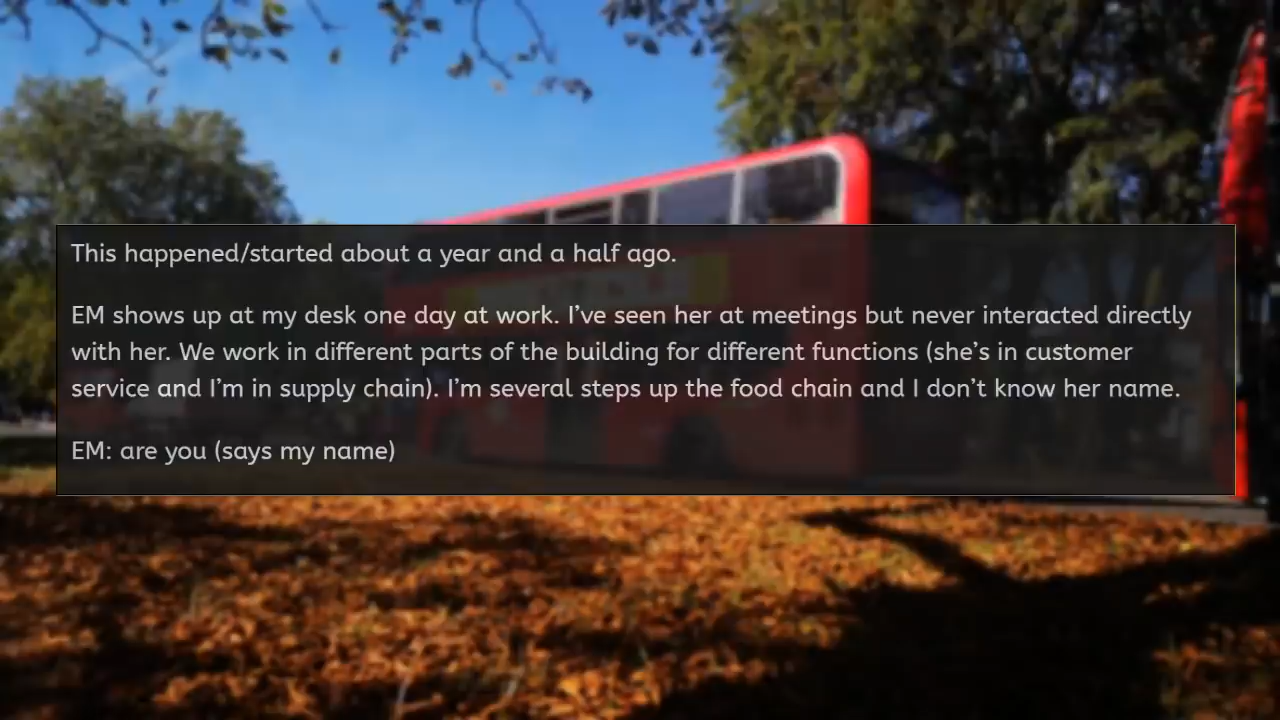 This happened/started about a year and a half ago.
EM shows up at my desk one day at work. I’ve seen her at meetings but never interacted directly
with her. We work in different parts of the building for different functions (she’s in customer
service and I’m in supply chain). I’m several steps up the food chain and I don’t know her name.
EM: are you (says my name)